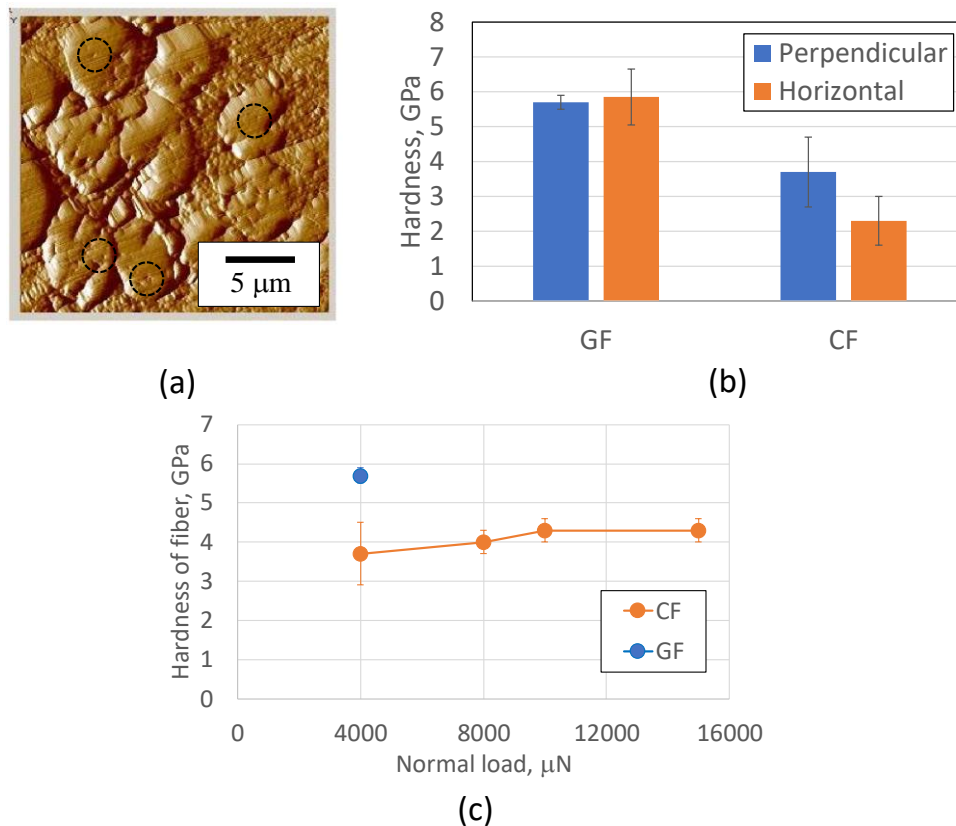 Y
5 μm
(a)
Hardness, GPa
8
7
6
5
4
3
2
1
0
Perpendicular
Horizontal
GF
CF
(b)
Hardness of fiber, GPa
7
6
5
4
3
2
1
0
CF
GF
0
4000
8000
12000
16000
Normal load, μN
(c)